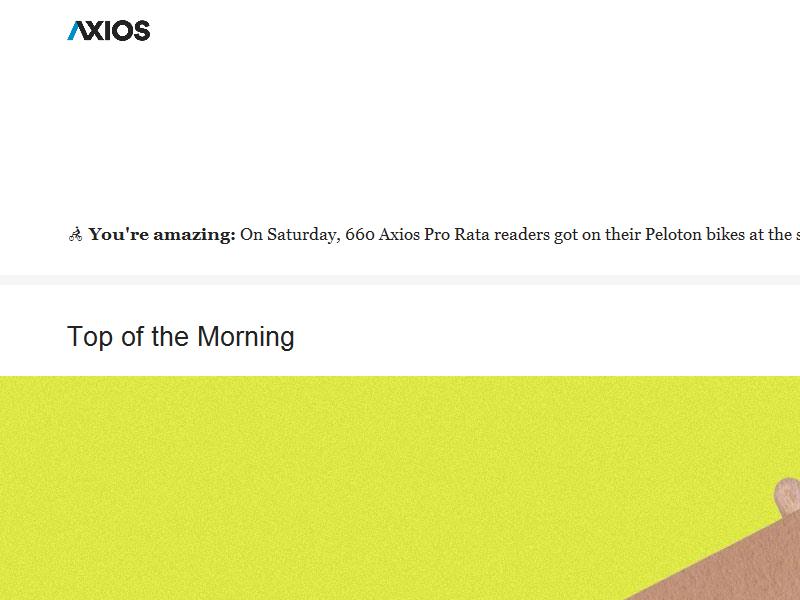 AXIOS
You're amazing: On Saturday, 660 Axios Pro Rata readers got on their Peloton bikes at the s
Top of the Morning